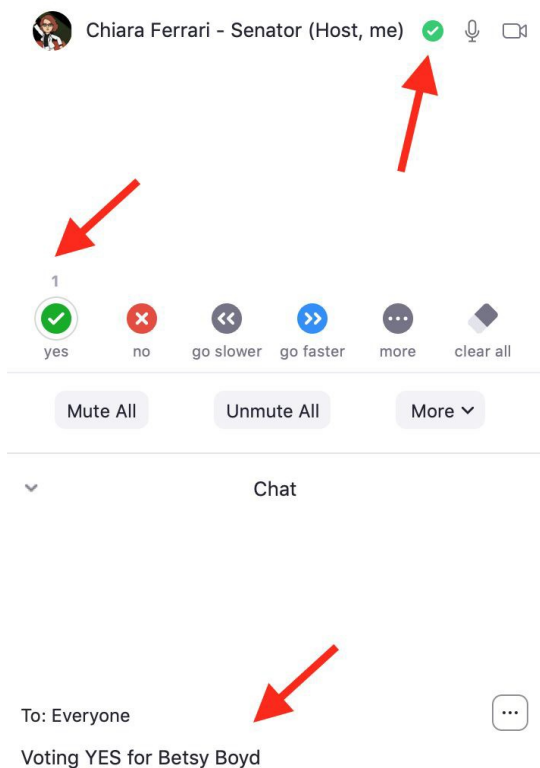 Chiara Ferrari - Senator (Host, me)
1
yes no go slower go faster more clear all
Mute All Unmute All More
Chat
To: Everyone
Voting YES for Betsy Boyd